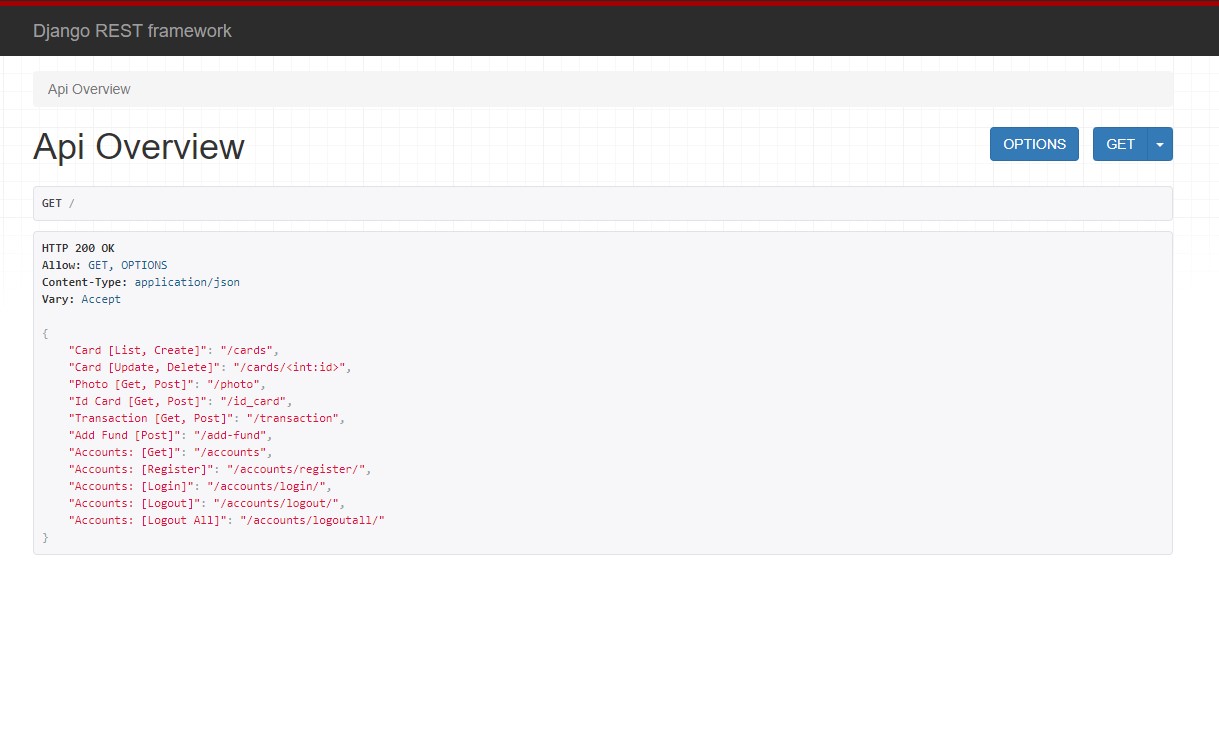 Django REST framework
Api Overview
Api Overview
OPTIONS
GET
GET /
HTTP 200 OK
Allow: GET, OPTIONS
Content-Type: application/json
Vary: Accept
{
    "Card [List, Create]": "/cards",
    "Card [Update, Delete]": "/cards/<int:id>",
    "Photo [Get, Post]": "/photo",
    "Id Card [Get, Post]": "/id_card",
    "Transaction [Get, Post]": "/transaction",
    "Add Fund [Post]": "/add-fund",
    "Accounts: [Get]": "/accounts",
    "Accounts: [Register]": "/accounts/register/",
    "Accounts: [Login]": "/accounts/login/",
    "Accounts: [Logout]": "/accounts/logout/",
    "Accounts: [Logout All]": "/accounts/logoutall/"
}